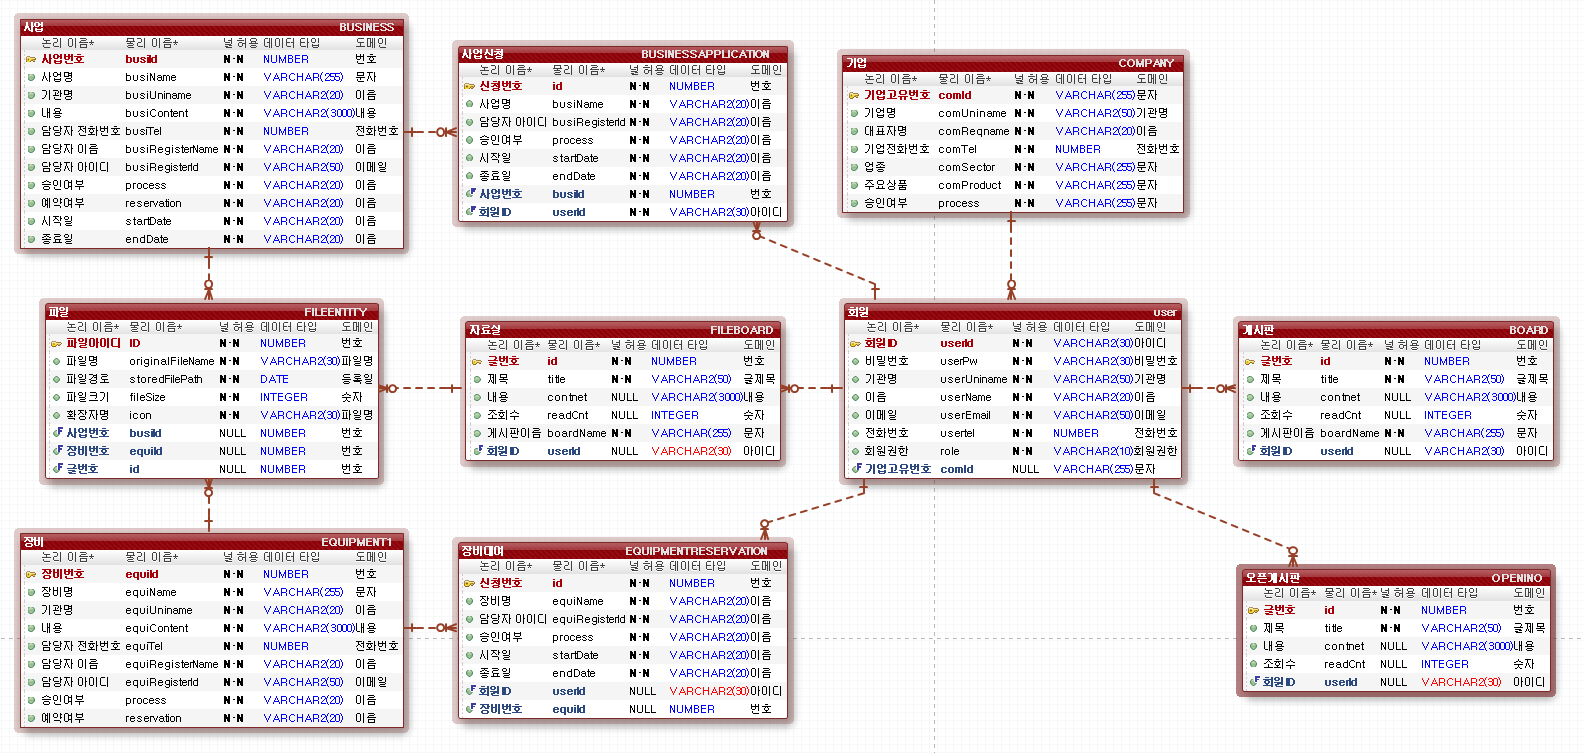 사업 BUSINESS
논리 이름* 물리 이름* 널 허용 데이터 타입 도메인
사업번호 busiId N-N NUMBER 번호
사업명 busiName N-N VARCHAR(255) 문자
기관명 busiUniname N-N VARCHAR2(20) 이름
내용 busiContent N-N VARCHAR2(3000)내용
담당자 전화번호 busiTel N-N NUMBER 전화번호
담당자 이름 busiRegisterName N-N VARCHAR2(20) 이름
담당자 아이디 busiRegisterId N-N VARCHAR2(50) 이메일
승인여부 process N-N VARCHAR2(20) 이름
예약여부 reservation N-N VARCHAR2(20) 이름
시작일 startDate N-N VARCHAR2(20) 이름
종료일 endDate N-N VARCHAR2(20) 이름
사업신청 BUSINESSAPPLICATION
논리 이름* 물리 이름* 널 허용 데이터 타입 도메인
신청번호 id N-N NUMBER 번호
사업명 busiName N-N VARCHAR2(20)이름
담당자 아이디 busiRegisterId N-N VARCHAR2(20)이름
승인여부 process N-N VARCHAR2(20)이름
시작일 startDate N-N VARCHAR2(20)이름
종료일 endDate N-N VARCHAR2(20)이름
사업번호 busiId N-N NUMBER 번호
회원ID userId N-N VARCHAR2(30)아이디
기업 COMPANY
논리 이름* 물리 이름* 널 허용 데이터 타입 도메인
기업고유번호 comId N-N VARCHAR(255)문자
기업명 comUniname N-N VARCHAR2(50)기관명
대표자명 comReqname N-N VARCHAR2(20)이름
기업전화번호 comTel N-N NUMBER 전화번호
업종 comSector N-N VARCHAR(255)문자
주요상품 comProduct N-N VARCHAR(255)문자
승인여부 process N-N VARCHAR(255)문자
파일 FILEENTITY
논리 이름* 물리 이름* 널 허용 데이터 타입 도메인
파일아이디 ID N-N NUMBER 번호
파일명 originalFileName N-N VARCHAR2(30)파일명
파일경로 storedFilePath N-N DATE 등록일
파일크기 fileSize N-N INTEGER 숫자
확장자명 icon N-N VARCHAR2(30)파일명
사업번호 busiId NULL NUMBER 번호
장비번호 equiId NULL NUMBER 번호
글번호 id NULL NUMBER 번호
자료실 FILEBOARD
논리 이름* 물리 이름* 널 허용 데이터 타입 도메인
글번호 id N-N NUMBER 번호
제목 title N-N VARCHAR2(50) 글제목
내용 contnet NULL VARCHAR2(3000)내용
조회수 readCnt NULL INTEGER 숫자
게시판이름 boardName N-N VARCHAR(255) 문자
회원ID userId NULL VARCHAR2(30) 아이디
회원 user
논리 이름* 물리 이름* 널 허용 데이터 타입 도메인
회원ID userId N-N VARCHAR2(30)아이디
비밀번호 userPw N-N VARCHAR2(30)비밀번호
기관명 userUniname N-N VARCHAR2(50)기관명
이름 userName N-N VARCHAR2(20)이름
이메일 userEmail N-N VARCHAR2(50)이메일
전화번호 usertel N-N NUMBER 전화번호
회원권한 role N-N VARCHAR2(10)회원권한
기업고유번호 comId NULL VARCHAR(255)문자
게시판 BOARD
논리 이름* 물리 이름* 널 허용 데이터 타입 도메인
글번호 id N-N NUMBER 번호
제목 title N-N VARCHAR2(50) 글제목
내용 contnet NULL VARCHAR2(3000)내용
조회수 readCnt NULL INTEGER 숫자
게시판이름 boardName N-N VARCHAR(255) 문자
회원ID userId NULL VARCHAR2(30) 아이디
장비 EQUIPMENT1
논리 이름* 물리 이름* 널 허용 데이터 타입 도메인
장비번호 equiId N-N NUMBER 번호
장비명 equiName N-N VARCHAR(255) 문자
기관명 equiUniname N-N VARCHAR2(20) 이름
내용 equiContent N-N VARCHAR2(3000)내용
담당자 전화번호 equiTel N-N NUMBER 전화번호
담당자 이름 equiRegisterName N-N VARCHAR2(20) 이름
담당자 아이디 equiRegisterId N-N VARCHAR2(50) 이메일
승인여부 process N-N VARCHAR2(20) 이름
예약여부 reservation N-N VARCHAR2(20) 이름
장비대여 EQUIPMENTRESERVATION
논리 이름* 물리 이름* 널 허용 데이터 타입 도메인
신청번호 id N-N NUMBER 번호
장비명 equiName N-N VARCHAR2(20)이름
담당자 아이디 equiRegisterId N-N VARCHAR2(20)이름
승인여부 process N-N VARCHAR2(20)이름
시작일 startDate N-N VARCHAR2(20)이름
종료일 endDate N-N VARCHAR2(20)이름
회원ID userId NULL VARCHAR2(30)아이디
장비번호 equiId NULL NUMBER 번호
오픈게시판 OPENINO
논리 이름* 물리 이름* 널 허용 데이터 타입 도메인
글번호 id N-N NUMBER 번호
제목 title N-N VARCHAR2(50) 글제목
내용 contnet NULL VARCHAR2(3000)내용
조회수 readCnt NULL INTEGER 숫자
회원ID userId NULL VARCHAR2(30) 아이디